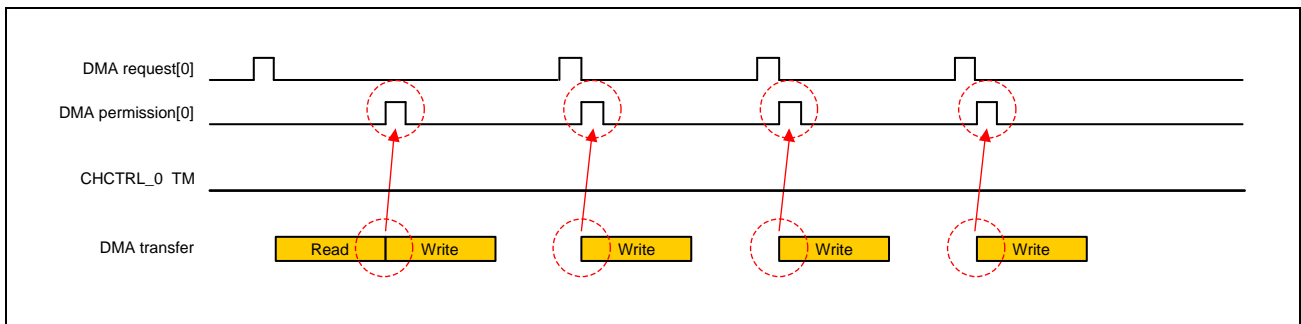 DMA request[0]
DMA permission[0]
CHCTRL_0 TM
DMA transfer Read Write Write Write Write